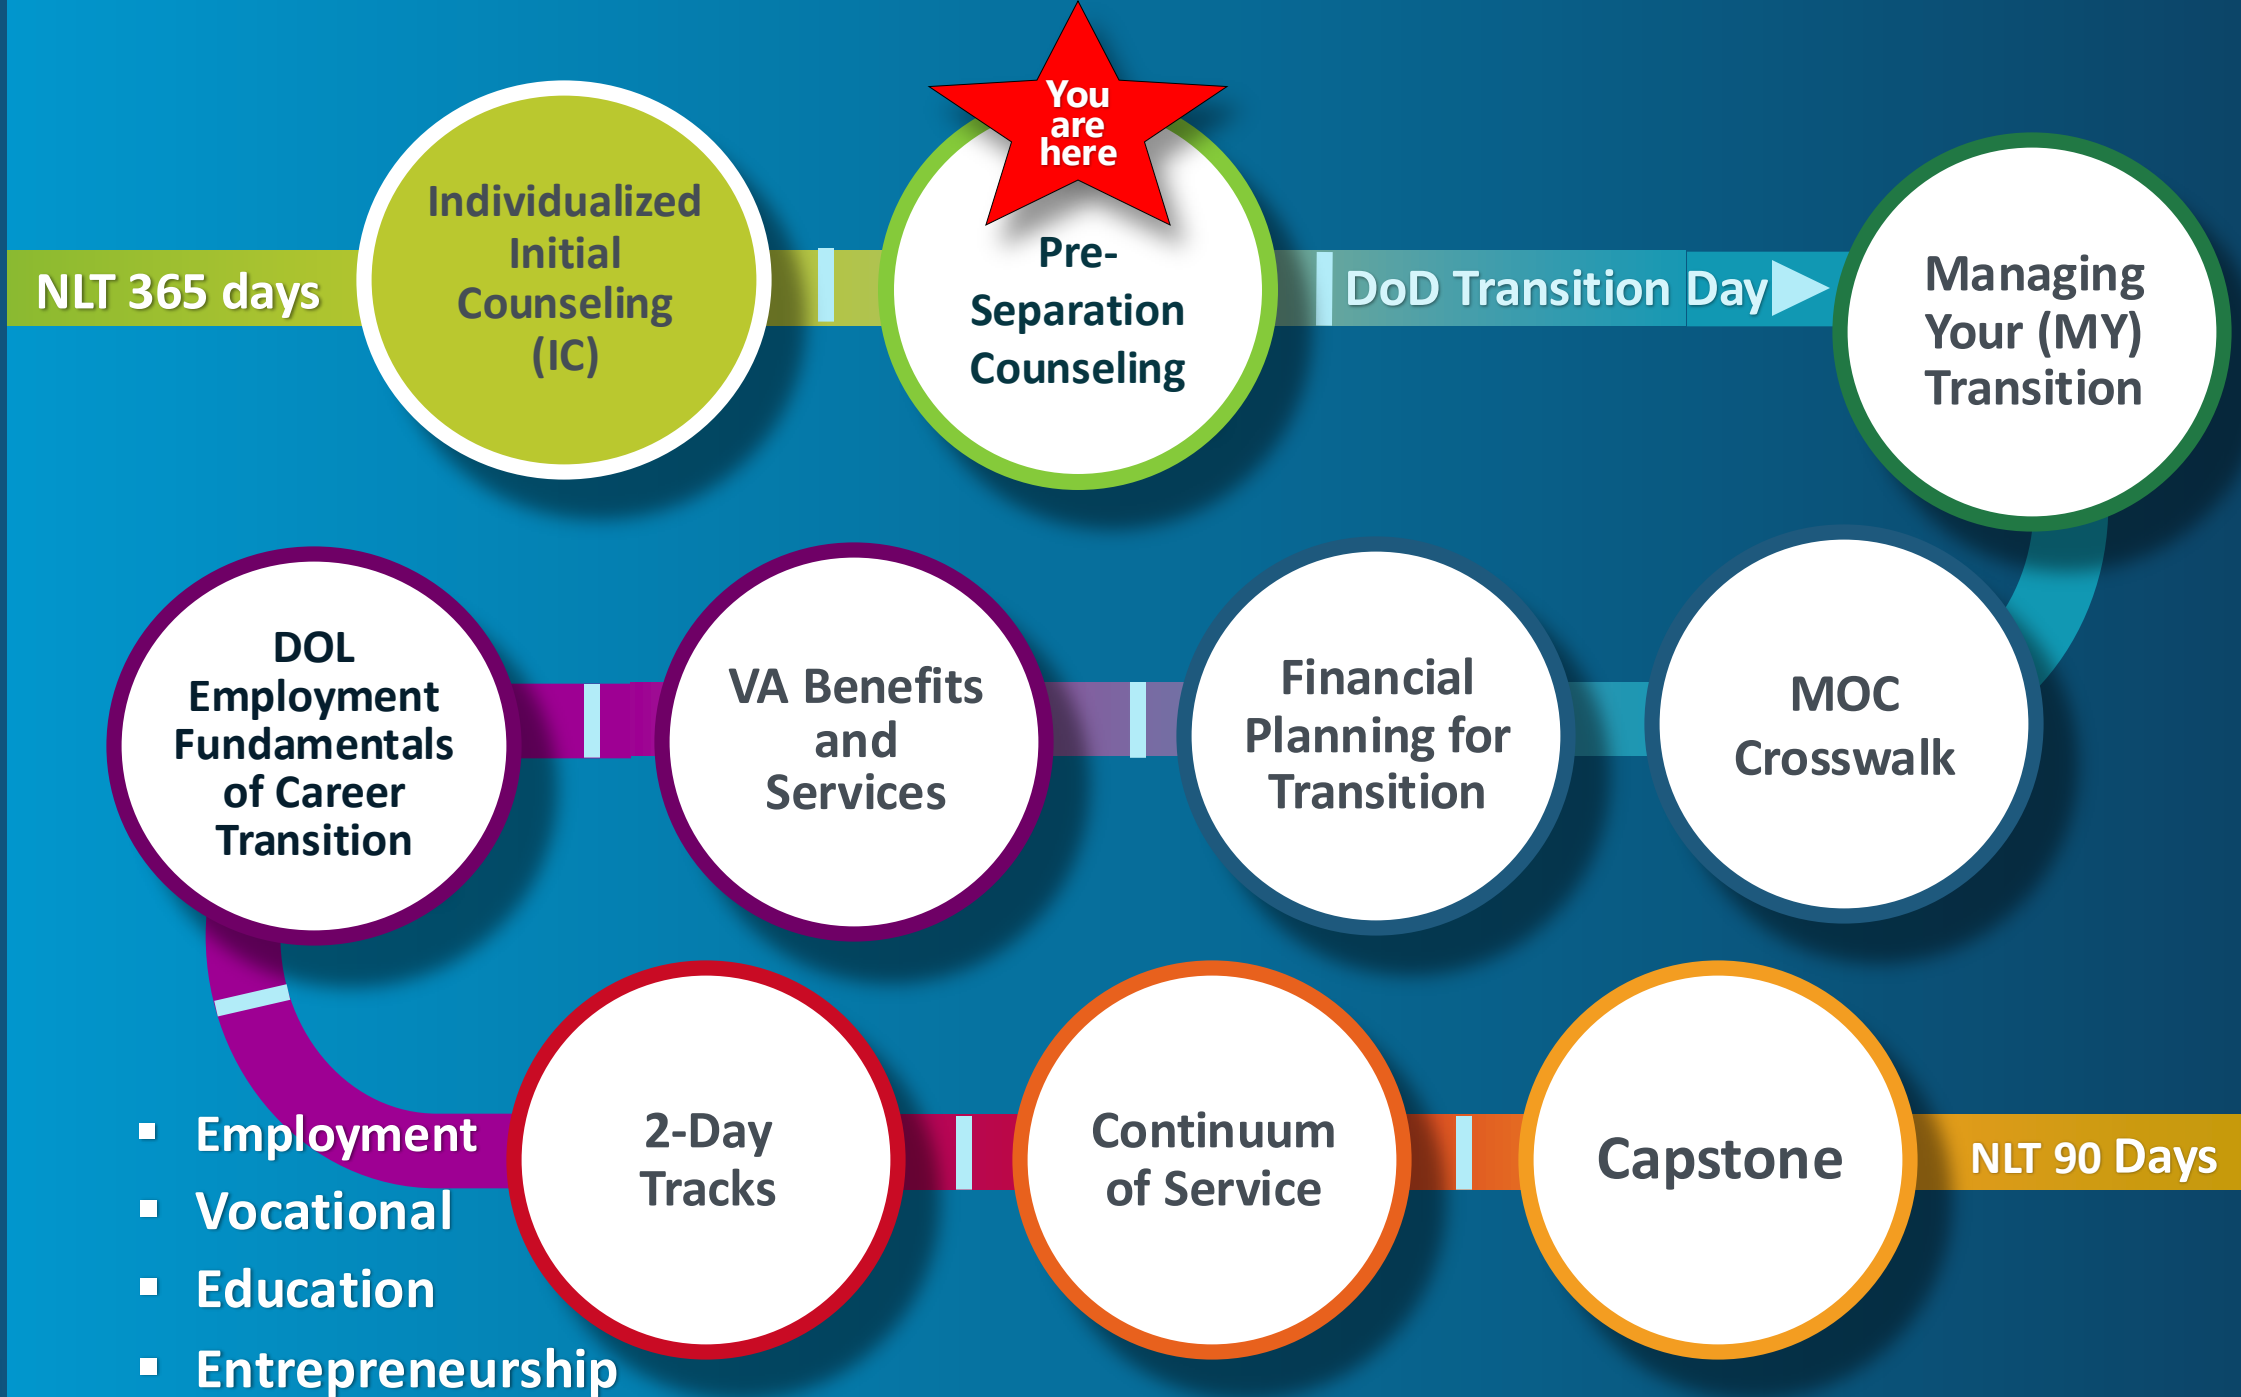 You
are
here
NLT 365 days
Individualized
Initial
Counseling
(IC)
Pre-
Separation
Counseling
DoD Transition Day
Managing
Your (MY)
Transition
MOC
Crosswalk
Financial
Planning for
Transition
VA Benefits
and
Services
DOL
Employment
Fundamentals
of Career
Transition
▪ Employment
▪ Vocational
▪ Education
▪ Entrepreneurship
2-Day
Tracks
Continuum
of Service
Capstone
NLT 90 Days